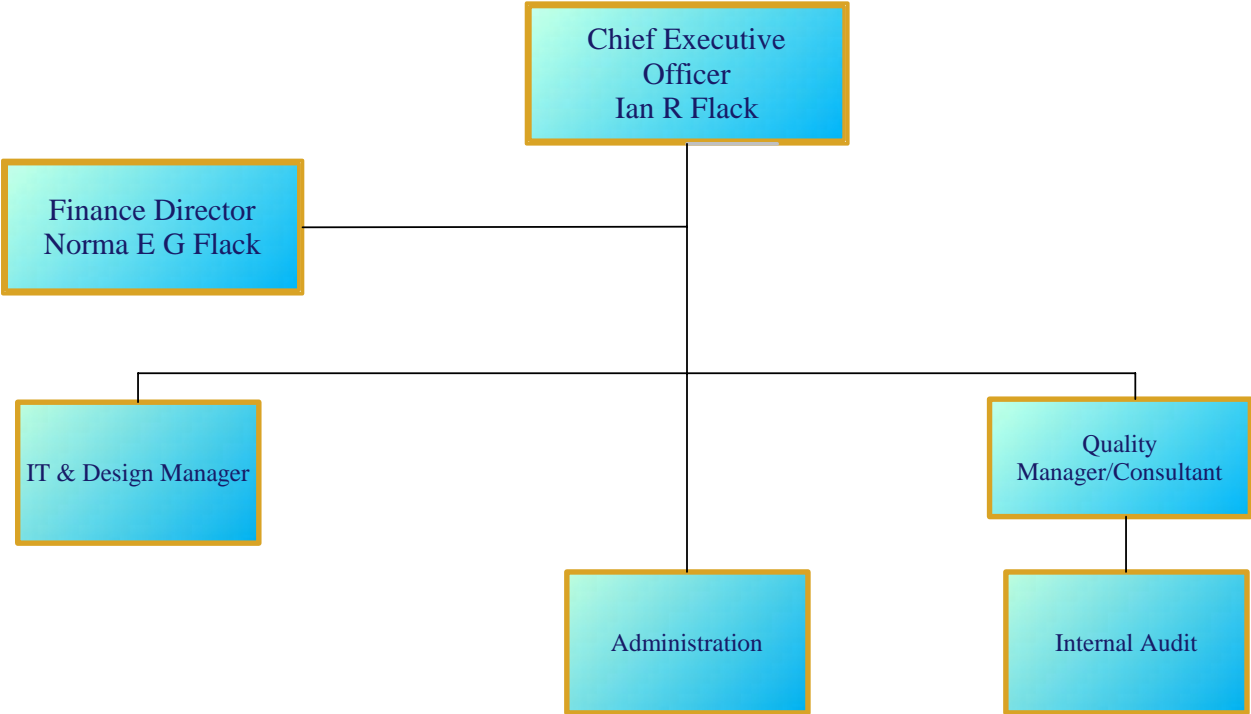 Chief Executive
Officer
Ian R Flack
Finance Director
Norma E G Flack
IT & Design Manager
Quality
Manager/Consultant
Administration
Internal Audit